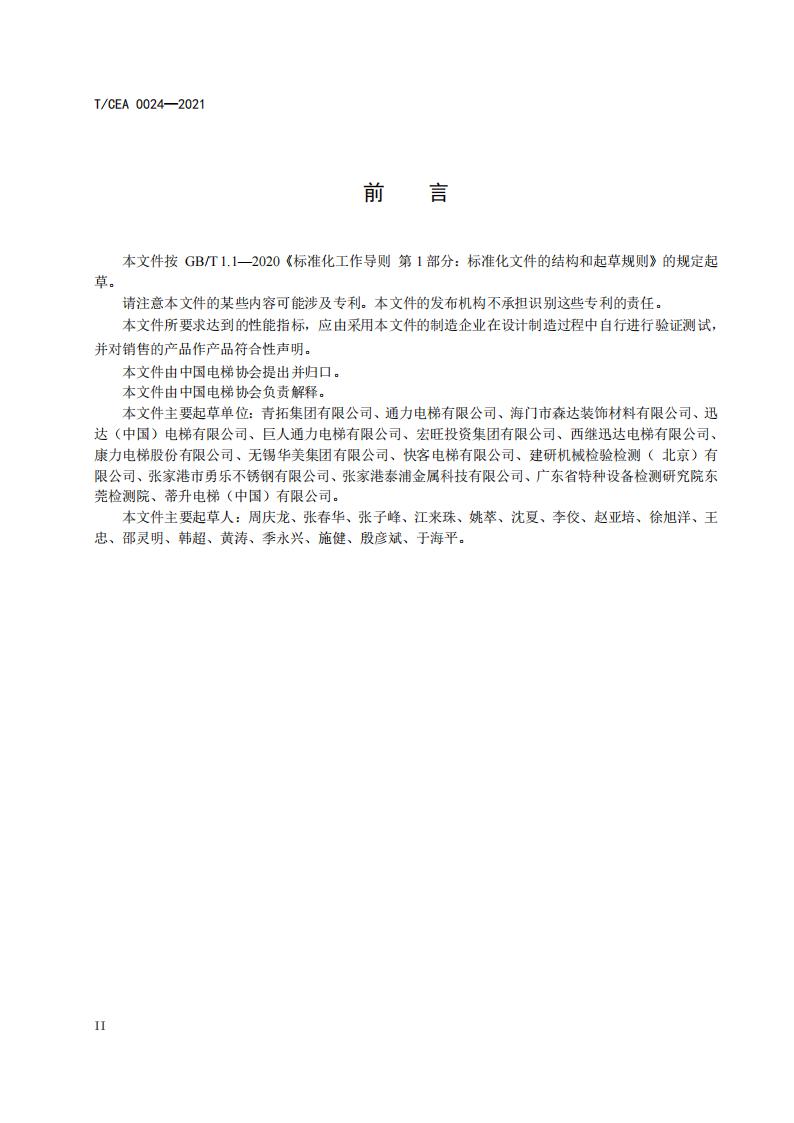 T/CEA 0024—2021
前 言
本文件按 GB/T 1.1—2020《标准化工作导则 第 1 部分：标准化文件的结构和起草规则》的规定起
草。
请注意本文件的某些内容可能涉及专利。本文件的发布机构不承担识别这些专利的责任。
本文件所要求达到的性能指标，应由采用本文件的制造企业在设计制造过程中自行进行验证测试，
并对销售的产品作产品符合性声明。
本文件由中国电梯协会提出并归口。
本文件由中国电梯协会负责解释。
本文件主要起草单位：青拓集团有限公司、通力电梯有限公司、海门市森达装饰材料有限公司、迅
达（中国）电梯有限公司、巨人通力电梯有限公司、宏旺投资集团有限公司、西继迅达电梯有限公司、
康力电梯股份有限公司、无锡华美集团有限公司、快客电梯有限公司、建研机械检验检测（ 北京）有
限公司、张家港市勇乐不锈钢有限公司、张家港泰浦金属科技有限公司、广东省特种设备检测研究院东
莞检测院、蒂升电梯（中国）有限公司。
本文件主要起草人：周庆龙、张春华、张子峰、江来珠、姚萃、沈夏、李佼、赵亚培、徐旭洋、王
忠、邵灵明、韩超、黄涛、季永兴、施健、殷彦斌、于海平。
II